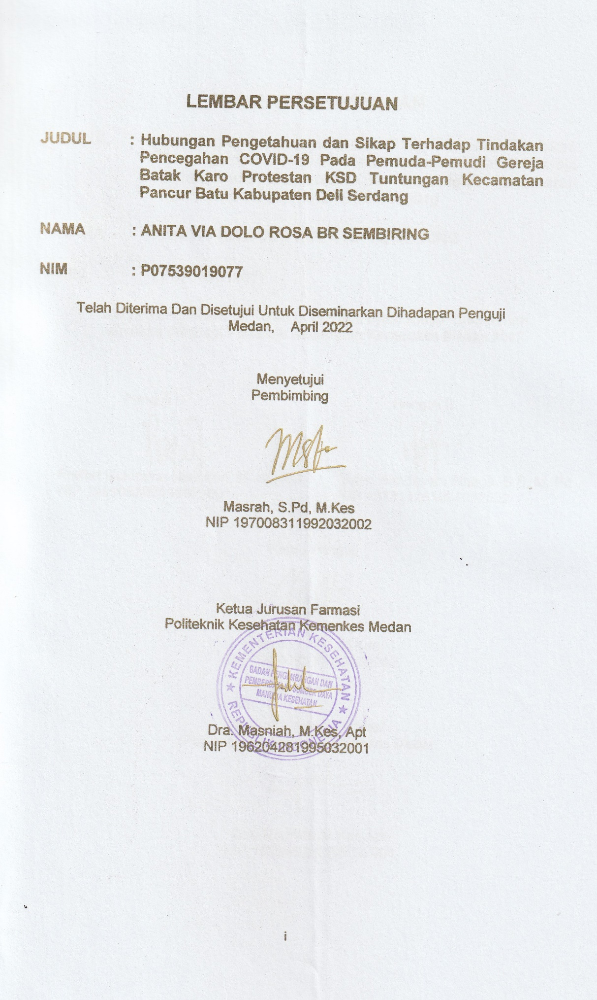 LEMBAR PERSETUJUAN
JUDUL : Hubungan Pengetahuan dan Sikap Terhadap Tindakan
Pencegahan COVID-19 Pada Pemuda-Pemudi Gereja
Batak Karo Protestan KSD Tuntungan Kecamatan
Pancur Batu Kabupaten Deli Serdang
NAMA : ANITA VIA DOLO ROSA BR SEMBIRING
NIM : P07539019077
Telah Diterima Dan Disetujui Untuk Diseminarkan Dihadapan Penguji
Medan, April 2022
Menyetujui
Pembimbing
Masrah, S.Pd, M.Kes
NIP 197008311992032002
Ketua Jurusan Farmasi
Politeknik Kesehatan Kemenkes Medan
KEMENTERIAN KESEHATAN
BADAN PENGEMBANGAN DAN
PEMBERDAYAAN SUMBER DAYA
MANUSIA KESEHATAN
REPUBLIK INDONESIA
Dra. Masniah, M.Kes, Apt
NIP 196204281995032001
i